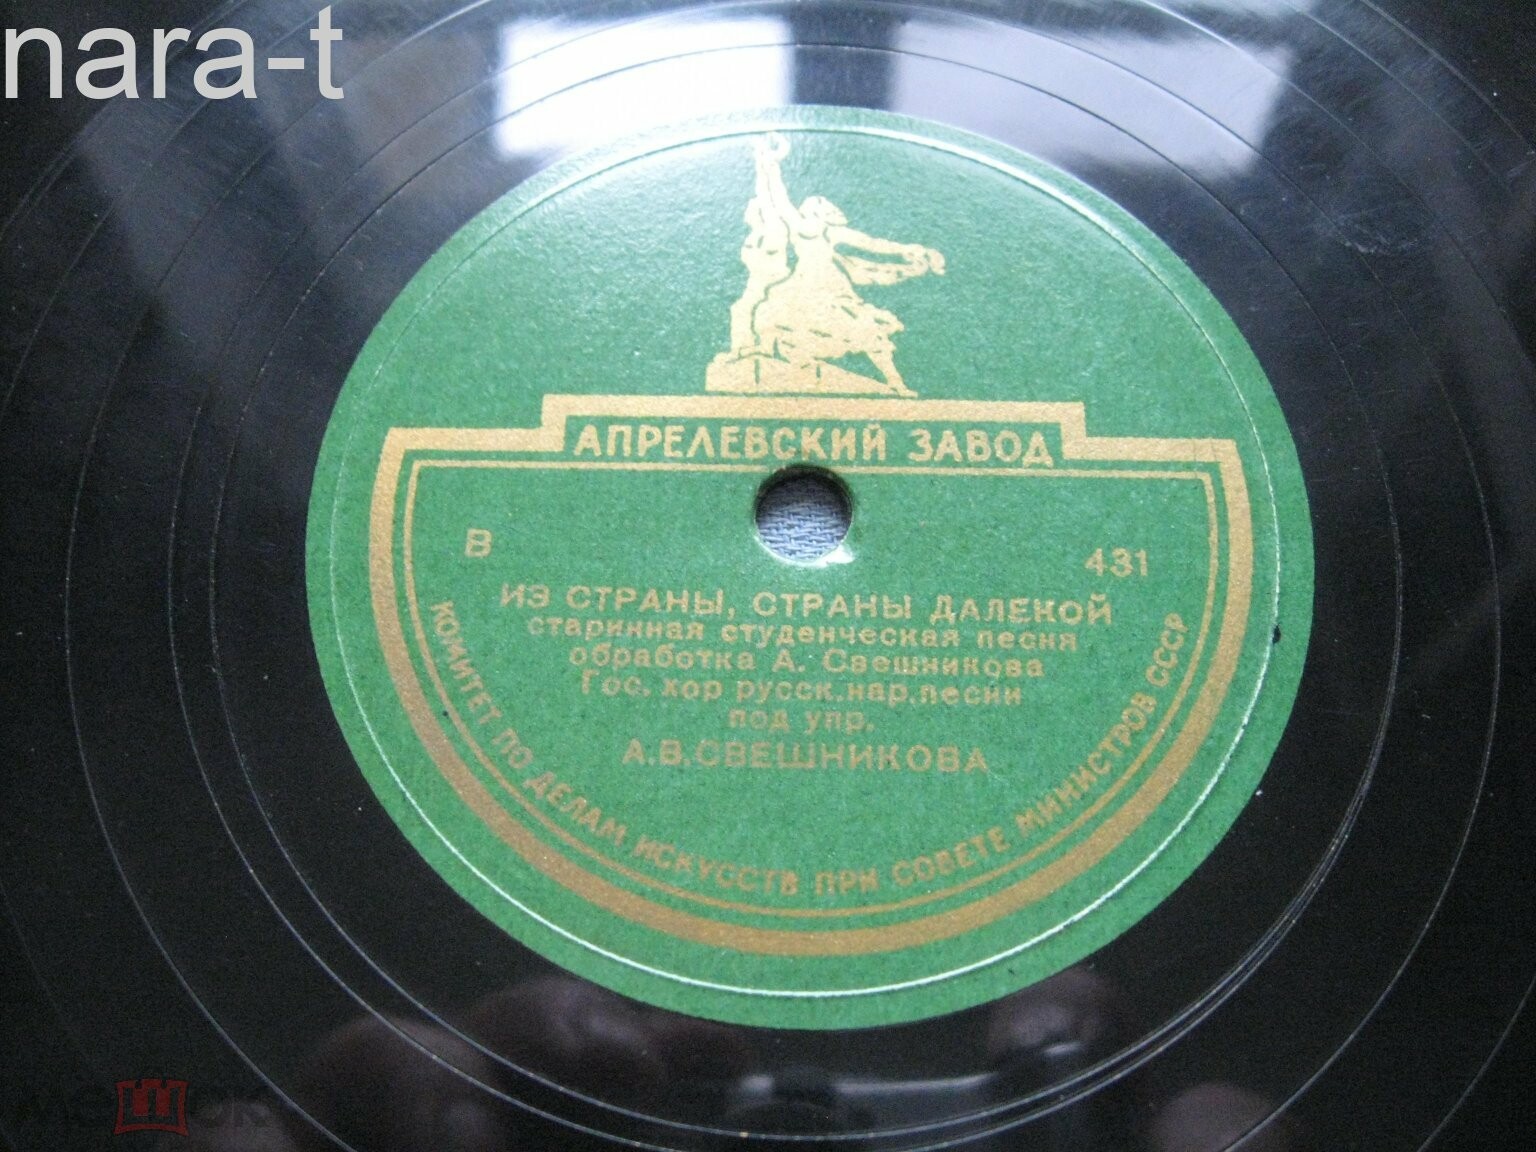 nara-t
АПРЕЛЕВСКИЙ ЗАВОД
В 431
ИЗ СТРАНЫ, СТРАНЫ ДАЛЕКОЙ
старинная студенческая песня
обработка А. Свешникова
Гос. хор русск.нар.песни
под упр.
А.В.СВЕШНИКОВА
КОМИТЕТ ПО ДЕЛАМ ИСКУССТВ ПРИ СОВЕТЕ МИНИСТРОВ СССР
мешок